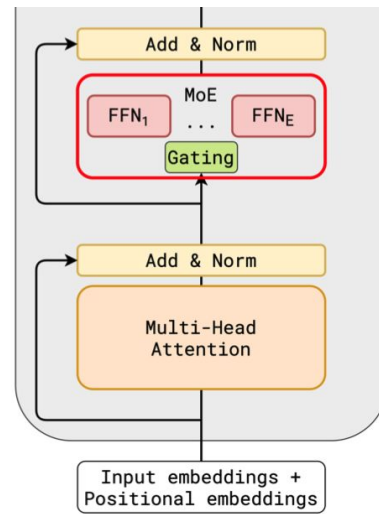 Add & Norm
MoE
FFN₁ ... FFNE
Gating
Add & Norm
Multi-Head
Attention
Input embeddings +
Positional embeddings